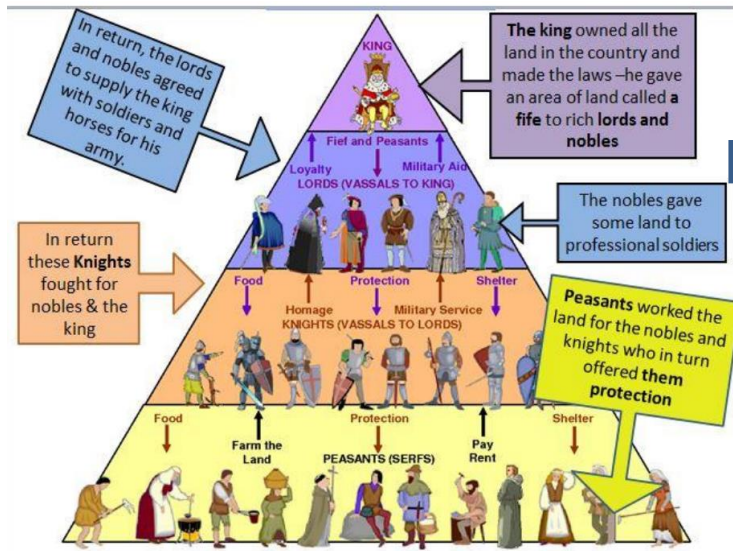 In return, the lords
and nobles agreed
to supply the king
with soldiers and
horses for his
army.
KING
The king owned all the
land in the country and
made the laws –he gave
an area of land called a
fife to rich lords and
nobles
Fief and Peasants
Loyalty
Military Aid
LORDS (VASSALS TO KING)
The nobles gave
some land to
professional soldiers
In return
these Knights
fought for
nobles & the
king
Food
Protection
Shelter
Homage
Military Service
KNIGHTS (VASSALS TO LORDS)
Peasants worked the
land for the nobles and
knights who in turn
offered them
protection
Food
Protection
Shelter
Farm the
Land
Pay
Rent
PEASANTS (SERFS)